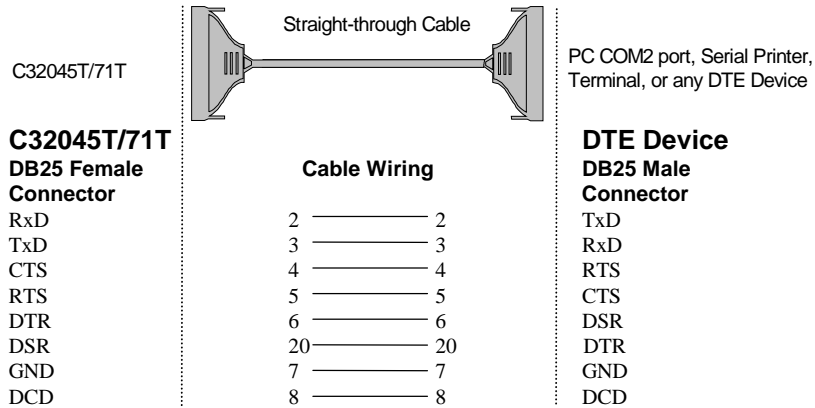 Straight-through Cable
C32045T/71T
PC COM2 port, Serial Printer,
Terminal, or any DTE Device
C32045T/71T
DB25 Female
Connector
Cable Wiring
DTE Device
DB25 Male
Connector
RxD 2 2 TxD
TxD 3 3 RxD
CTS 4 4 RTS
RTS 5 5 CTS
DTR 6 6 DSR
DSR 20 20 DTR
GND 7 7 GND
DCD 8 8 DCD